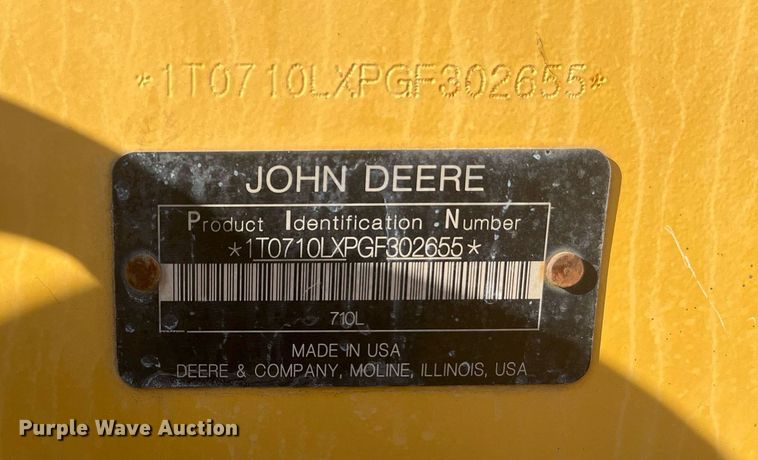 *1T0710LXPGF302655*
JOHN DEERE
Product Identification Number
*1T0710LXPGF302655*
710L
MADE IN USA
DEERE & COMPANY, MOLINE, ILLINOIS, USA
Purple Wave Auction